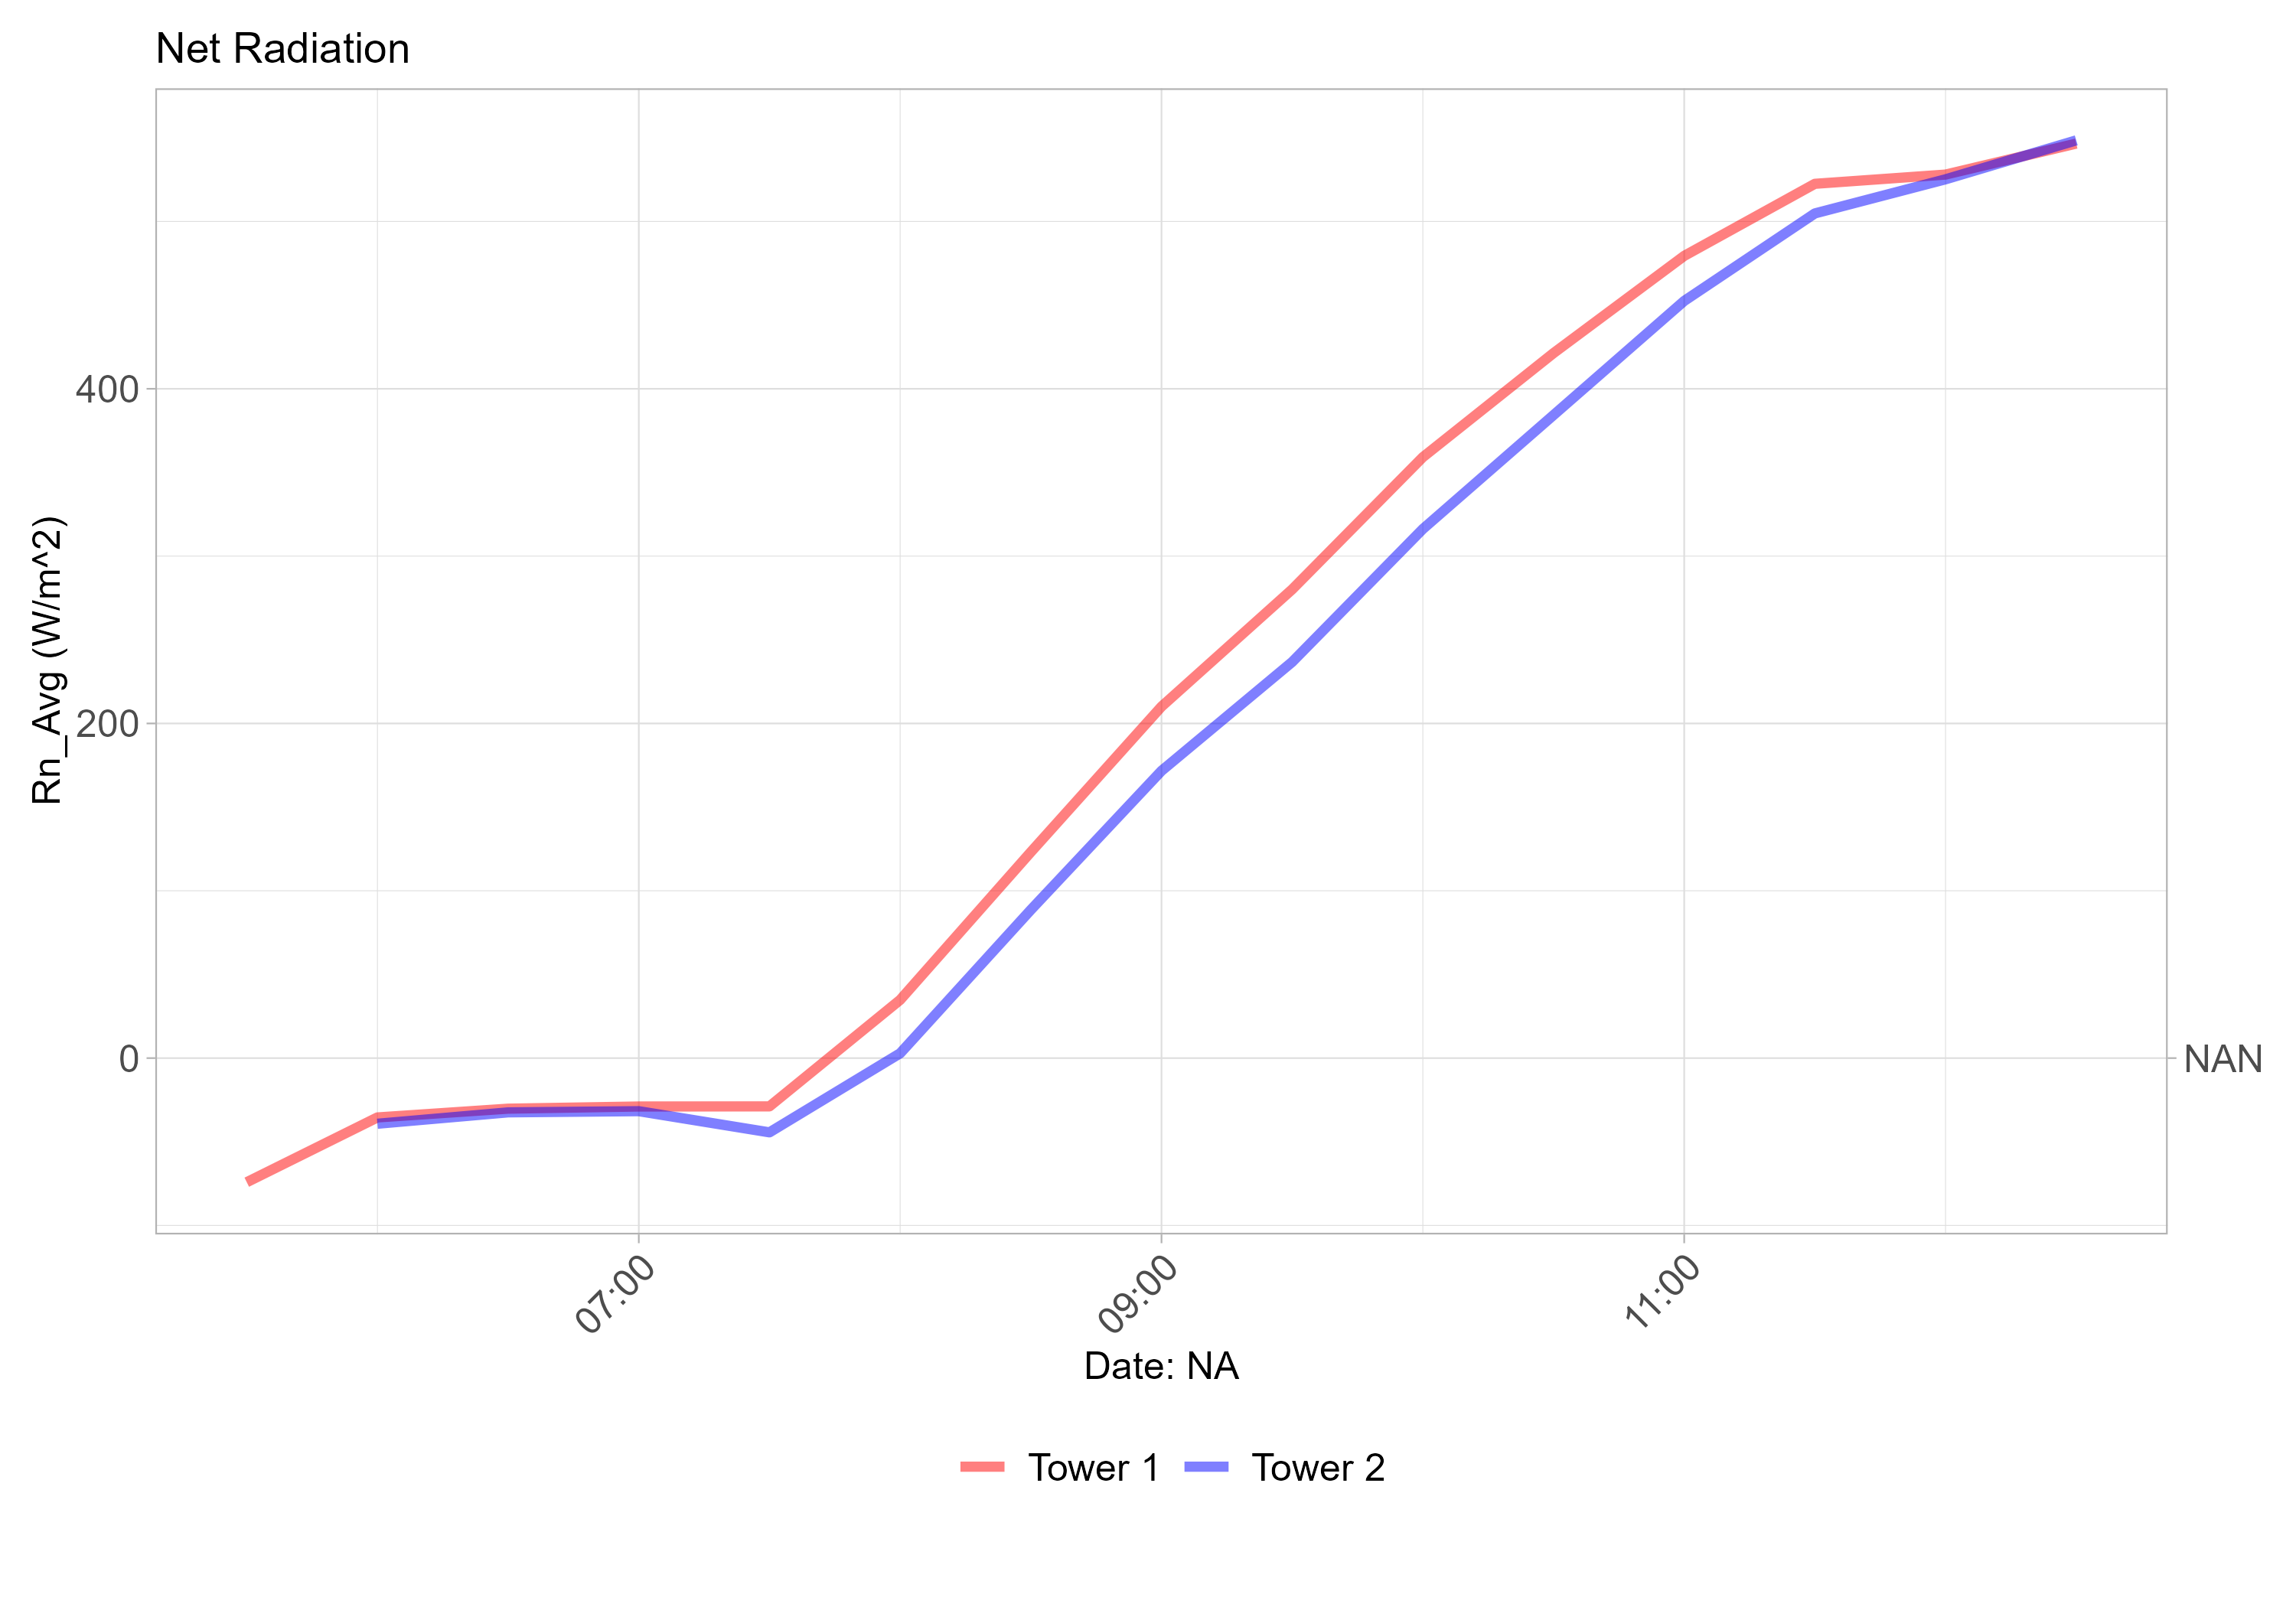 Net Radiation
Rn_Avg (W/m^2)
400
200
0
NAN
07:00
09:00
11:00
Date: NA
Tower 1
Tower 2